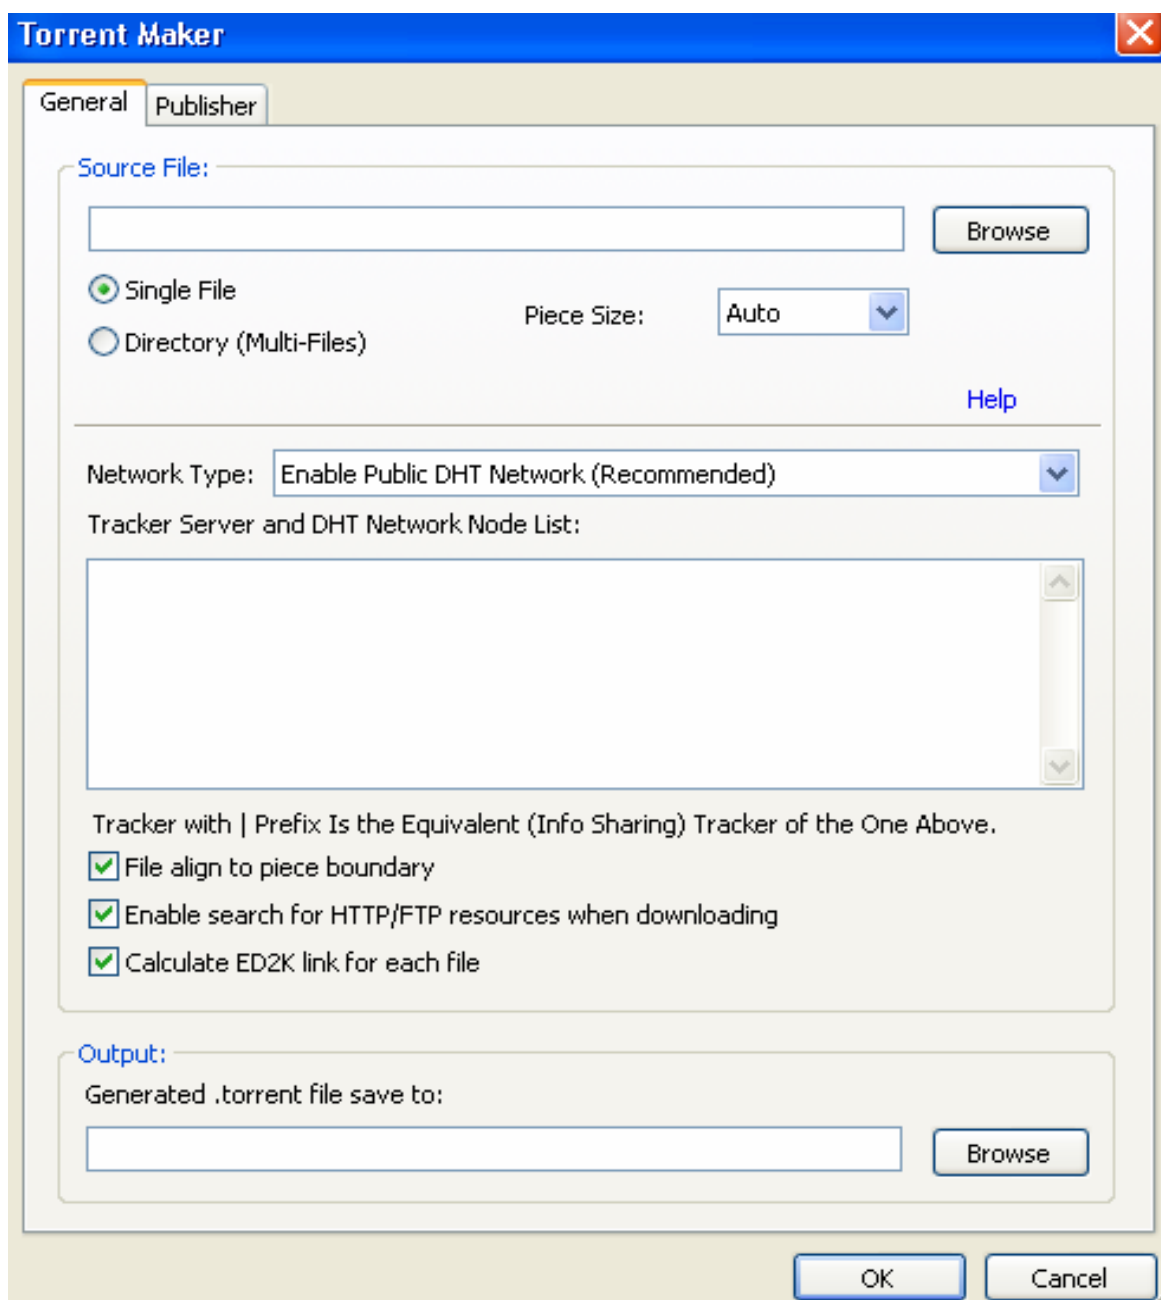 Torrent Maker
General
Publisher
Source File:
Browse
Single File
Piece Size:
Auto
Directory (Multi-Files)
Help
Network Type:
Enable Public DHT Network (Recommended)
Tracker Server and DHT Network Node List:
Tracker with | Prefix Is the Equivalent (Info Sharing) Tracker of the One Above.
File align to piece boundary
Enable search for HTTP/FTP resources when downloading
Calculate ED2K link for each file
Output:
Generated .torrent file save to:
Browse
OK
Cancel